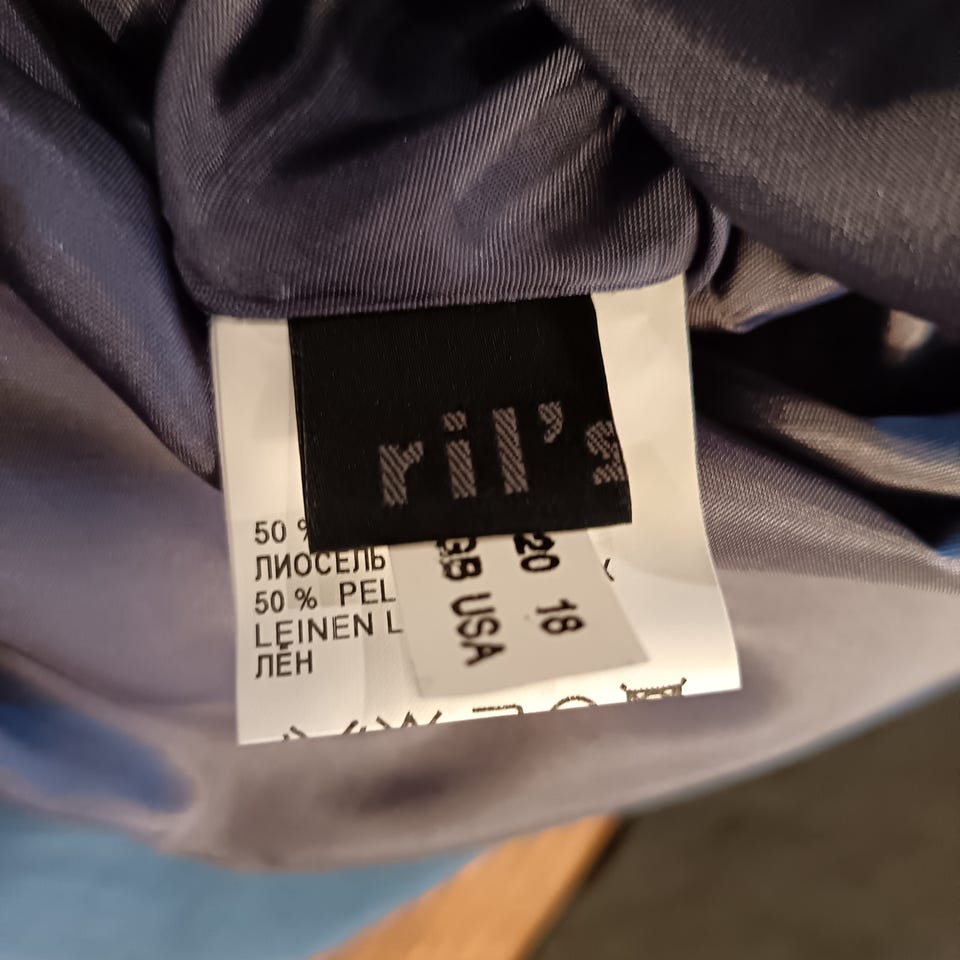 ril's
50 %
ЛИОСЕЛЬ
50 % PEL
LEINEN L
ЛЁН
GB USA
20 18